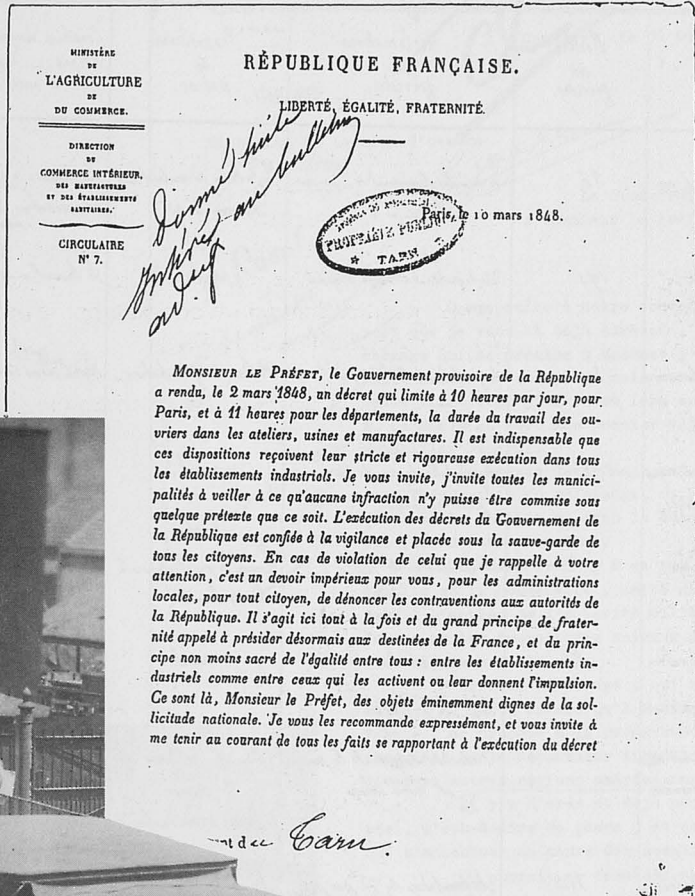 MINISTÈRE
DE
L'AGRICULTURE
DE
DU COMMERCE.
DIRECTION
DU
COMMERCE INTÉRIEUR,
DES MANUFACTURES
ET DES ÉTABLISSEMENTS
SANITAIRES.
CIRCULAIRE
N° 7.
RÉPUBLIQUE FRANÇAISE.
LIBERTÉ, ÉGALITÉ, FRATERNITÉ.
au bulletin
PROPRIÉTÉ PUBLIQUE
TARN
Paris, le 10 mars 1848.
MONSIEUR LE PRÉFET, le Gouvernement provisoire de la République
a rendu, le 2 mars 1848, un décret qui limite à 10 heures par jour, pour
Paris, et à 11 heures pour les départements, la durée du travail des ou-
vriers dans les ateliers, usines et manufactures. Il est indispensable que
ces dispositions reçoivent leur stricte et rigoureuse exécution dans tous
les établissements industriels. Je vous invite, j'invite toutes les munici-
palités à veiller à ce qu'aucune infraction n'y puisse être commise sous
quelque prétexte que ce soit. L'exécution des décrets du Gouvernement de
la République est confiée à la vigilance et placée sous la sauve-garde de
tous les citoyens. En cas de violation de celui que je rappelle à votre
attention, c'est un devoir impérieux pour vous, pour les administrations
locales, pour tout citoyen, de dénoncer les contraventions aux autorités de
la République. Il s'agit ici tout à la fois et du grand principe de frater-
nité appelé à présider désormais aux destinées de la France, et du prin-
cipe non moins sacré de l'égalité entre tous : entre les établissements in-
dustriels comme entre ceux qui les activent ou leur donnent l'impulsion.
Ce sont là, Monsieur le Préfet, des objets éminemment dignes de la sol-
licitude nationale. Je vous les recommande expressément, et vous invite à
me tenir au courant de tous les faits se rapportant à l'exécution du décret
Tarn.